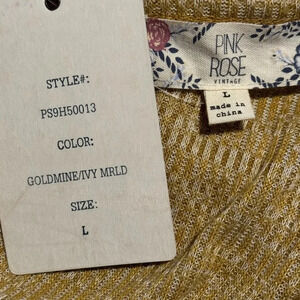 STYLE#:
PS9H50013
COLOR:
GOLDMINE/IVY MRLD
SIZE:
L
PINK
ROSE
VINTAGE
L
made in
china